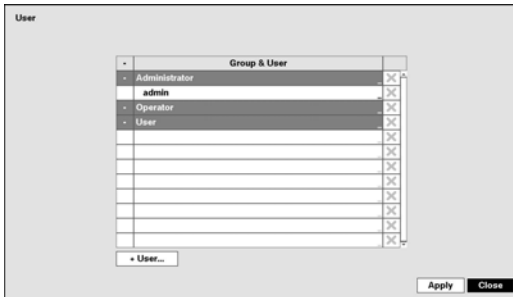 User
- Group & User
- Administrator
admin
- Operator
- User
+ User...
Apply Close